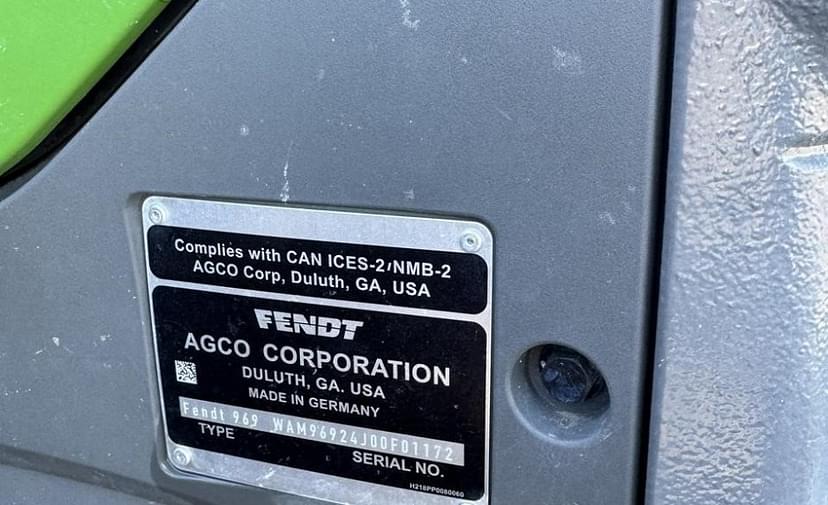 Complies with CAN ICES-2/NMB-2
AGCO Corp, Duluth, GA, USA
FENDT
AGCO CORPORATION
DULUTH, GA. USA
MADE IN GERMANY
Fendt 969 WAM96924J00F01172
TYPE
SERIAL NO.
H218PP0080060